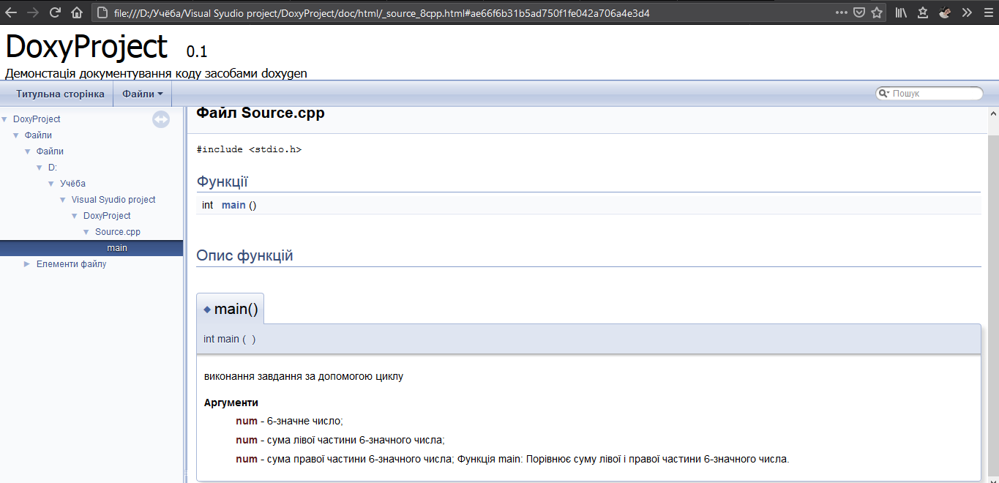 file:///D:/Учёба/Visual Syudio project/DoxyProject/doc/html/_source_8cpp.html#ae66f6b31b5ad750f1fe042a706a4e3d4
DoxyProject 0.1
Демонстація документування коду засобами doxygen
Титульна сторінка Файли Пошук
DoxyProject
Файли
Файли
D:
Учёба
Visual Syudio project
DoxyProject
Source.cpp
main
Елементи файлу
Файл Source.cpp
#include <stdio.h>
Функції
int main ()
Опис функцій
◆ main()
int main ( )
виконання завдання за допомогою циклу
Аргументи
num - 6-значне число;
num - сума лівої частини 6-значного числа;
num - сума правої частини 6-значного числа; Функція main: Порівнює суму лівої і правої частини 6-значного числа.